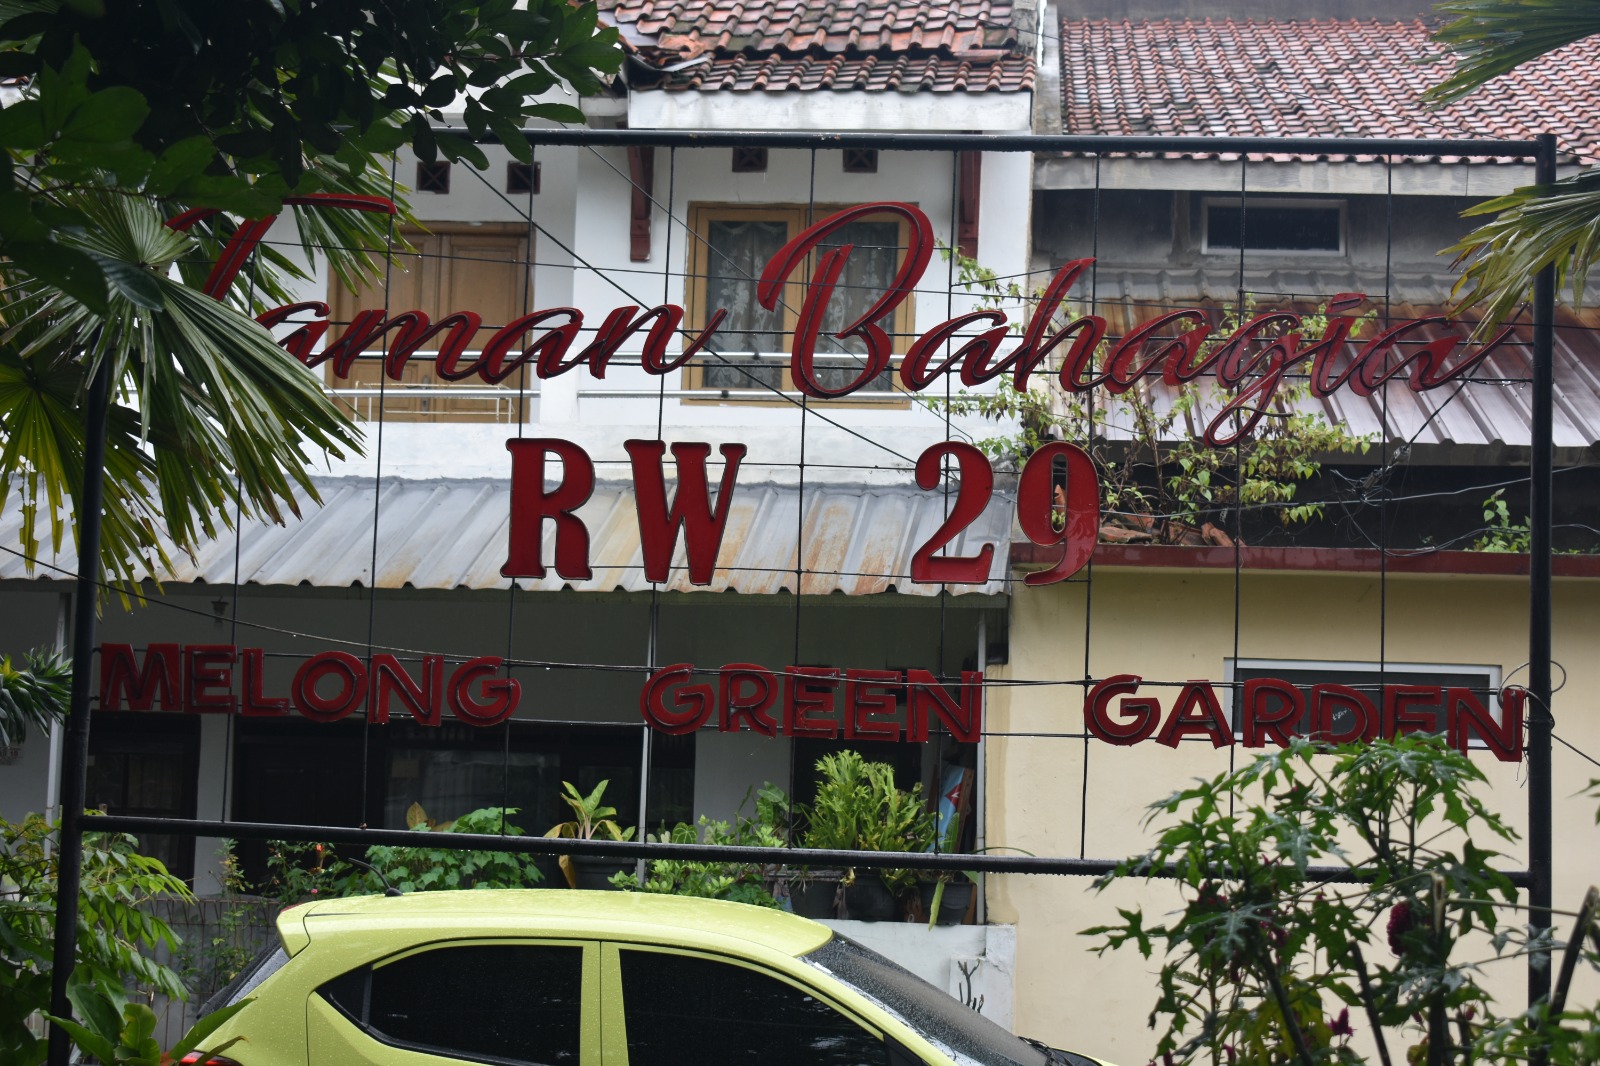 Taman Bahagia
RW 29
MELONG GREEN GARDEN